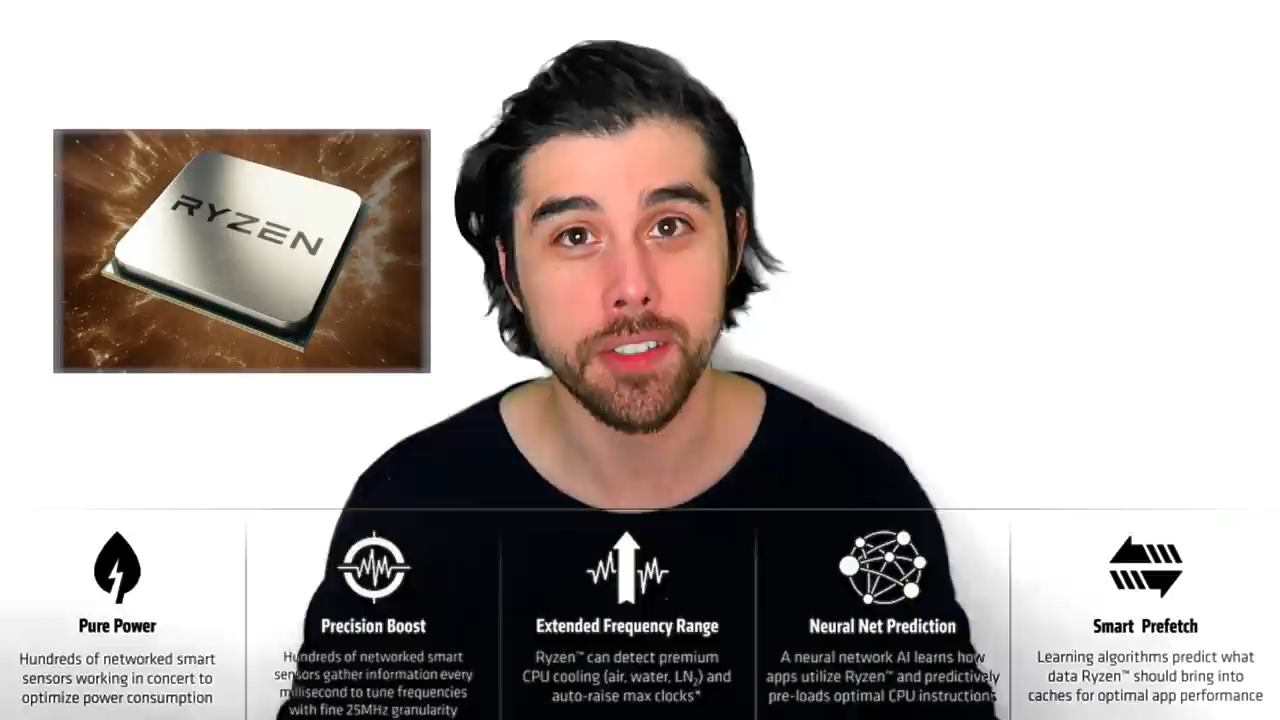 RYZEN
Pure Power
Hundreds of networked smart
sensors working in concert to
optimize power consumption
Precision Boost
Hundreds of networked smart
sensors gather information every
millisecond to tune frequencies
with fine 25MHz granularity
Extended Frequency Range
Ryzen™ can detect premium
CPU cooling (air, water, LN₂) and
auto-raise max clocks*
Neural Net Prediction
A neural network AI learns how
apps utilize Ryzen™ and predictively
pre-loads optimal CPU instructions
Smart Prefetch
Learning algorithms predict what
data Ryzen™ should bring into
caches for optimal app performance